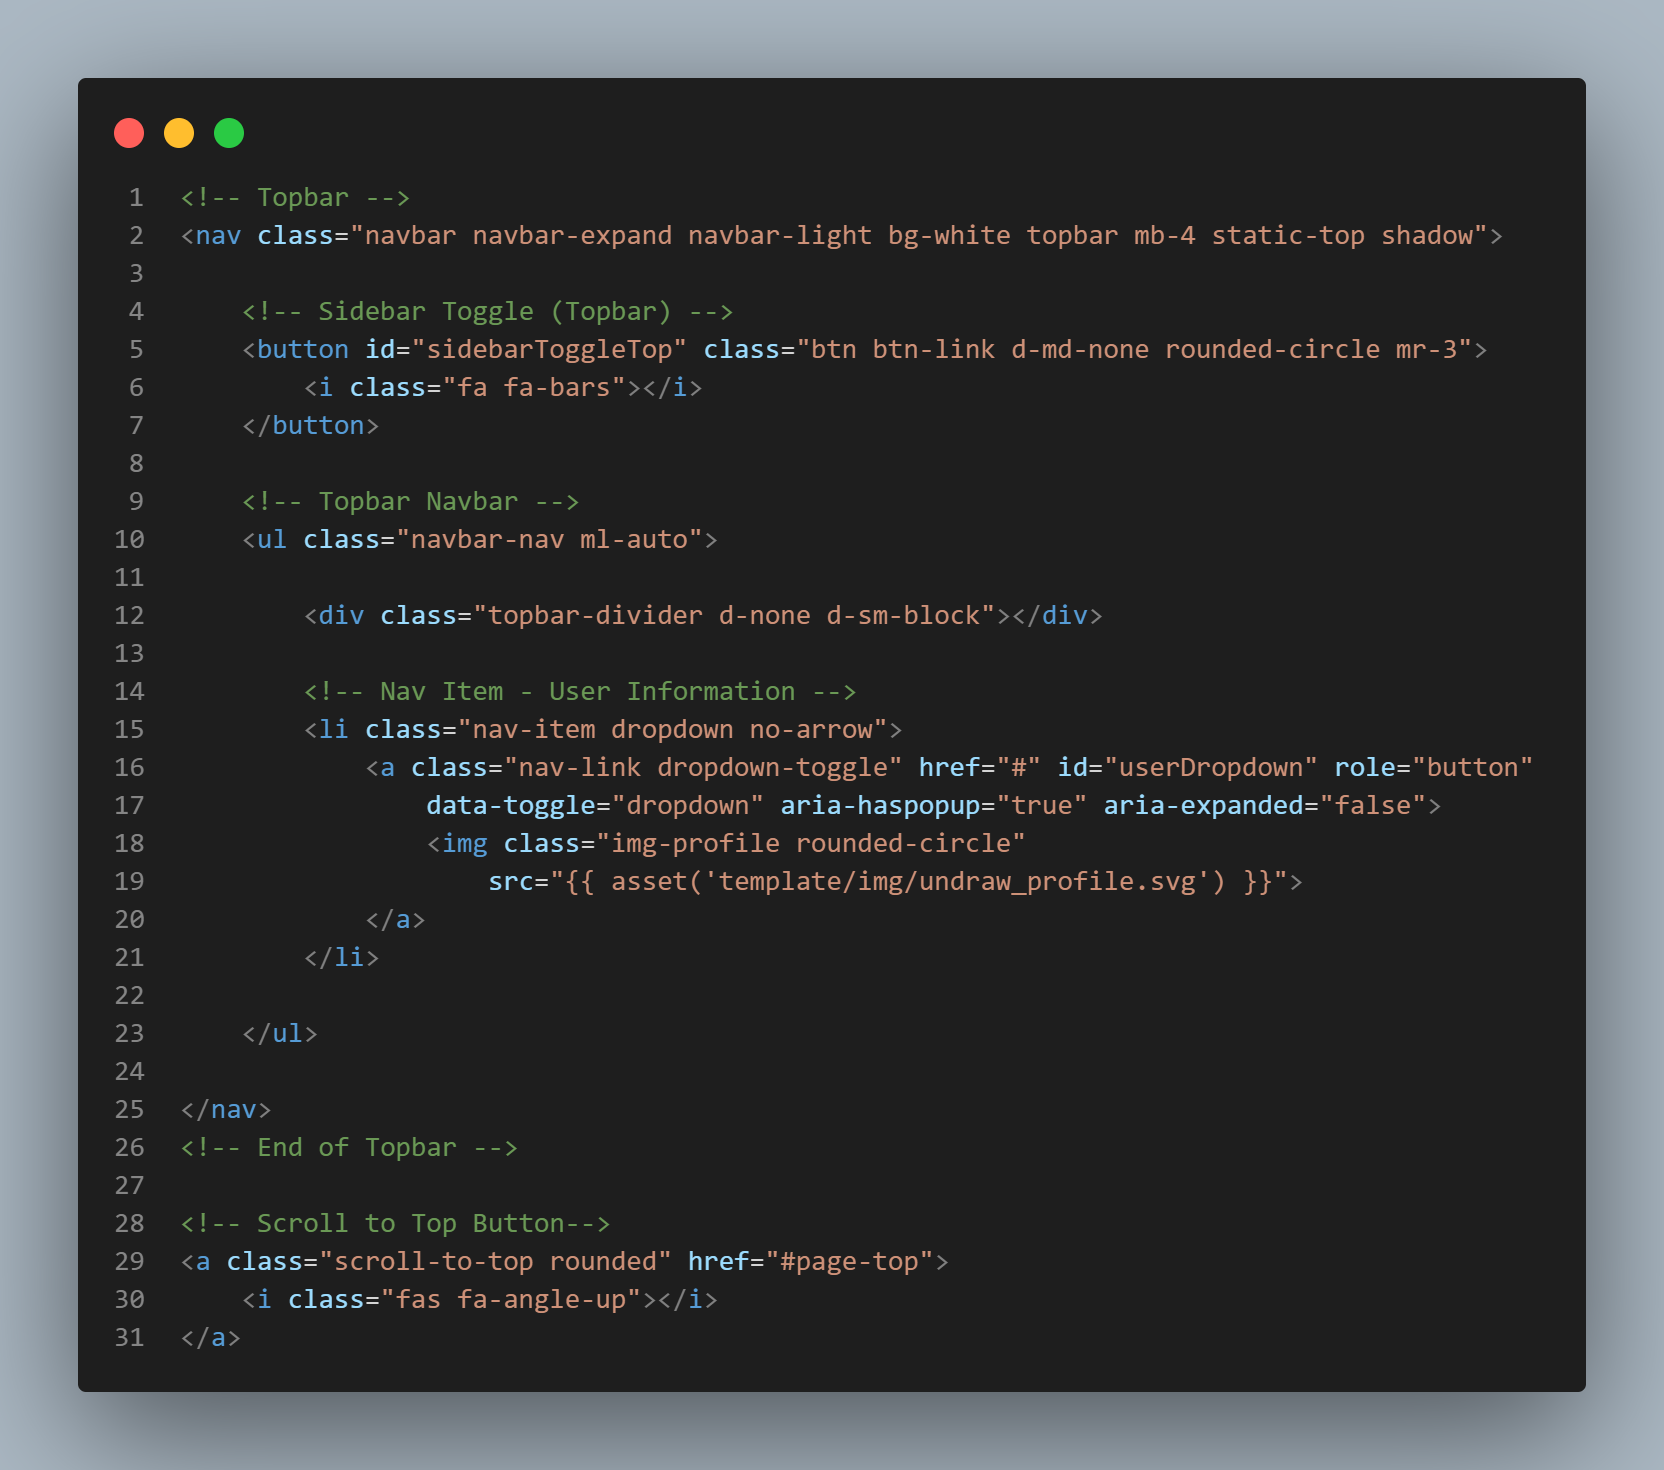 1 <!-- Topbar -->
2 <nav class="navbar navbar-expand navbar-light bg-white topbar mb-4 static-top shadow">
3
4     <!-- Sidebar Toggle (Topbar) -->
5     <button id="sidebarToggleTop" class="btn btn-link d-md-none rounded-circle mr-3">
6         <i class="fa fa-bars"></i>
7     </button>
8
9     <!-- Topbar Navbar -->
10     <ul class="navbar-nav ml-auto">
11
12         <div class="topbar-divider d-none d-sm-block"></div>
13
14         <!-- Nav Item - User Information -->
15         <li class="nav-item dropdown no-arrow">
16             <a class="nav-link dropdown-toggle" href="#" id="userDropdown" role="button"
17                 data-toggle="dropdown" aria-haspopup="true" aria-expanded="false">
18                 <img class="img-profile rounded-circle"
19                     src="{{ asset('template/img/undraw_profile.svg') }}">
20             </a>
21         </li>
22
23     </ul>
24
25 </nav>
26 <!-- End of Topbar -->
27
28 <!-- Scroll to Top Button-->
29 <a class="scroll-to-top rounded" href="#page-top">
30     <i class="fas fa-angle-up"></i>
31 </a>